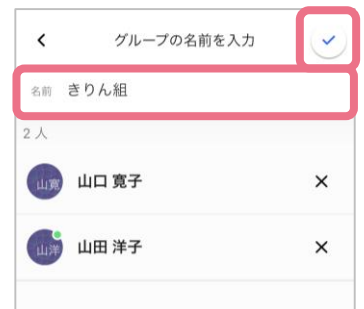 グループの名前を入力
名前 きりん組
2人
山寛 山口 寛子
山洋 山田 洋子